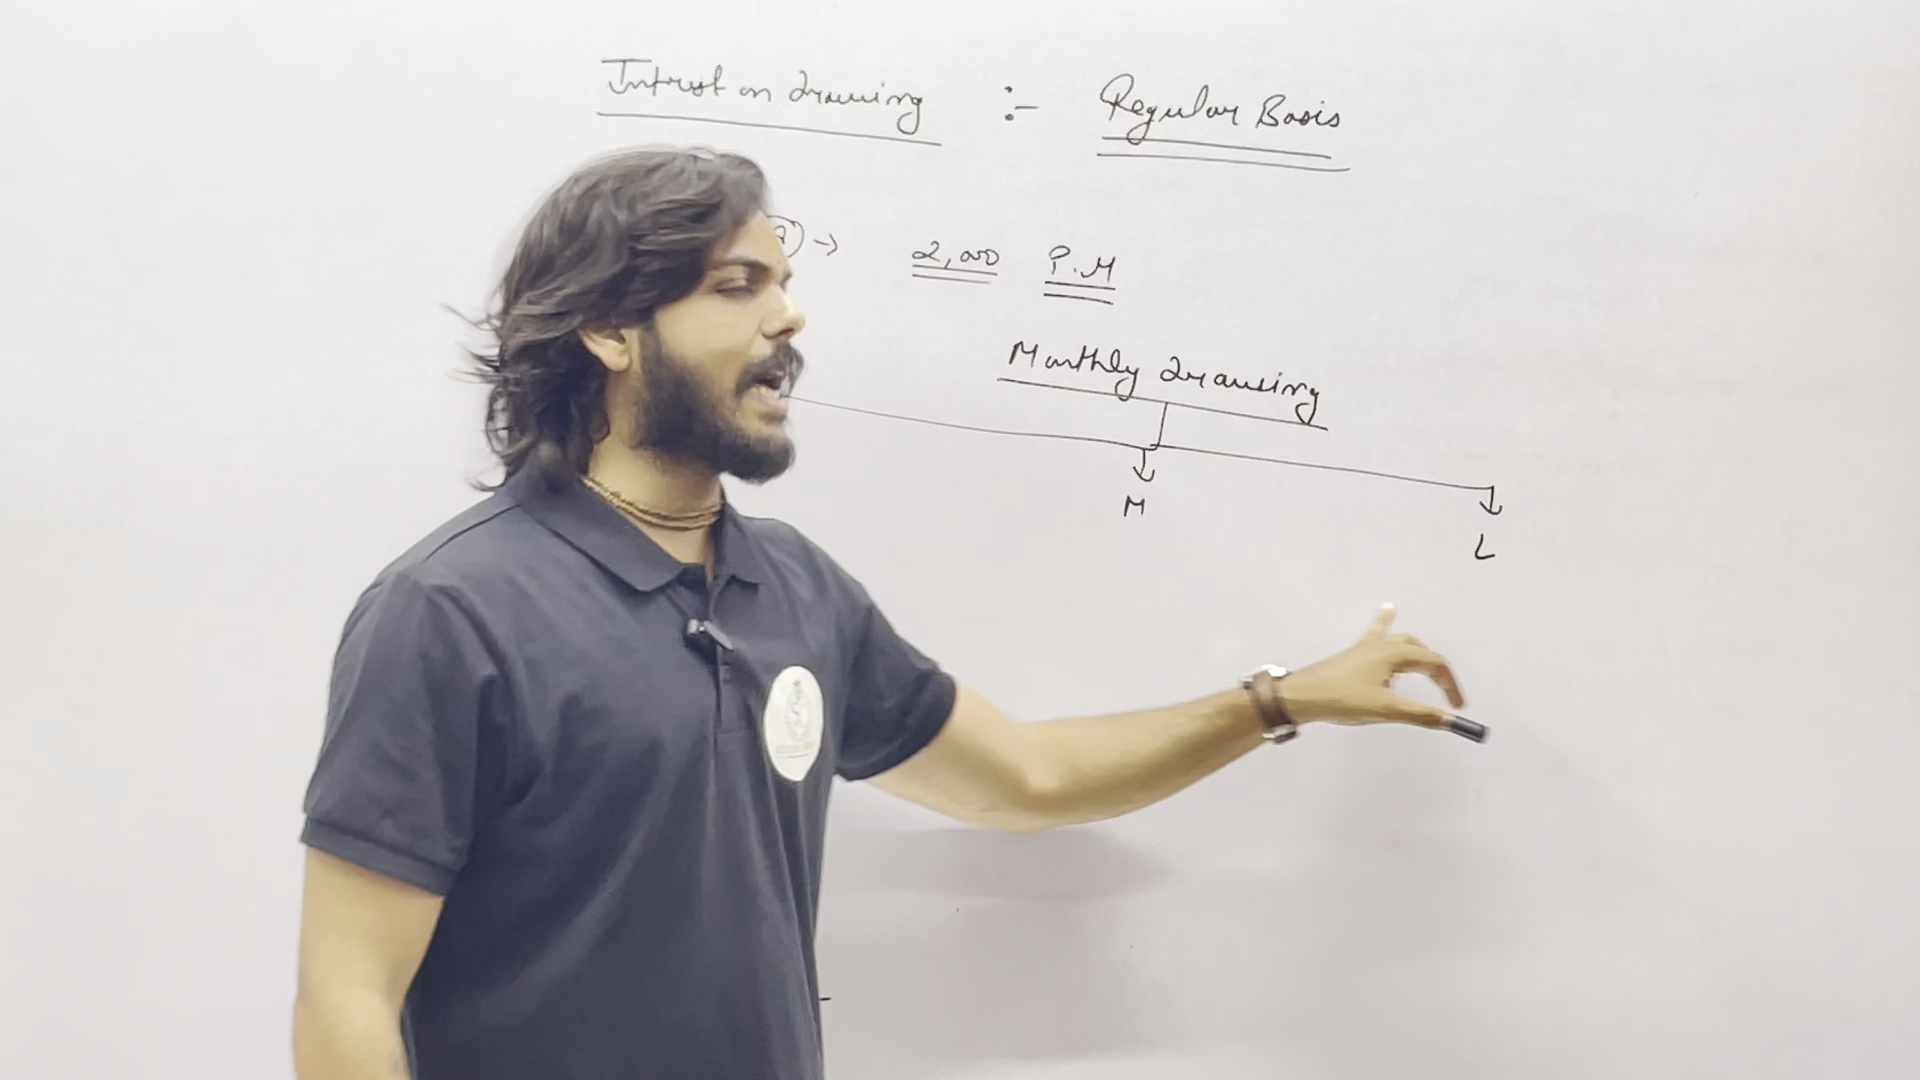 Intrest on drawing :- Regular Basis
→ 2,000 P.M
Monthly drawing
M
L